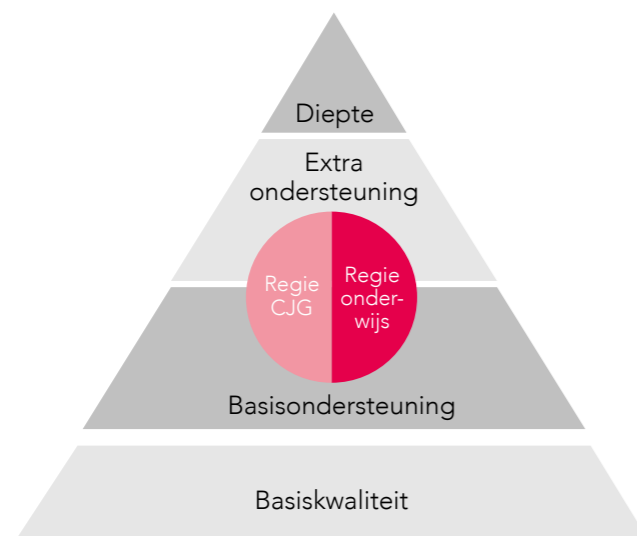 Diepte
Extra
ondersteuning
Regie
CJG
Regie
onder-
wijs
Basisondersteuning
Basiskwaliteit